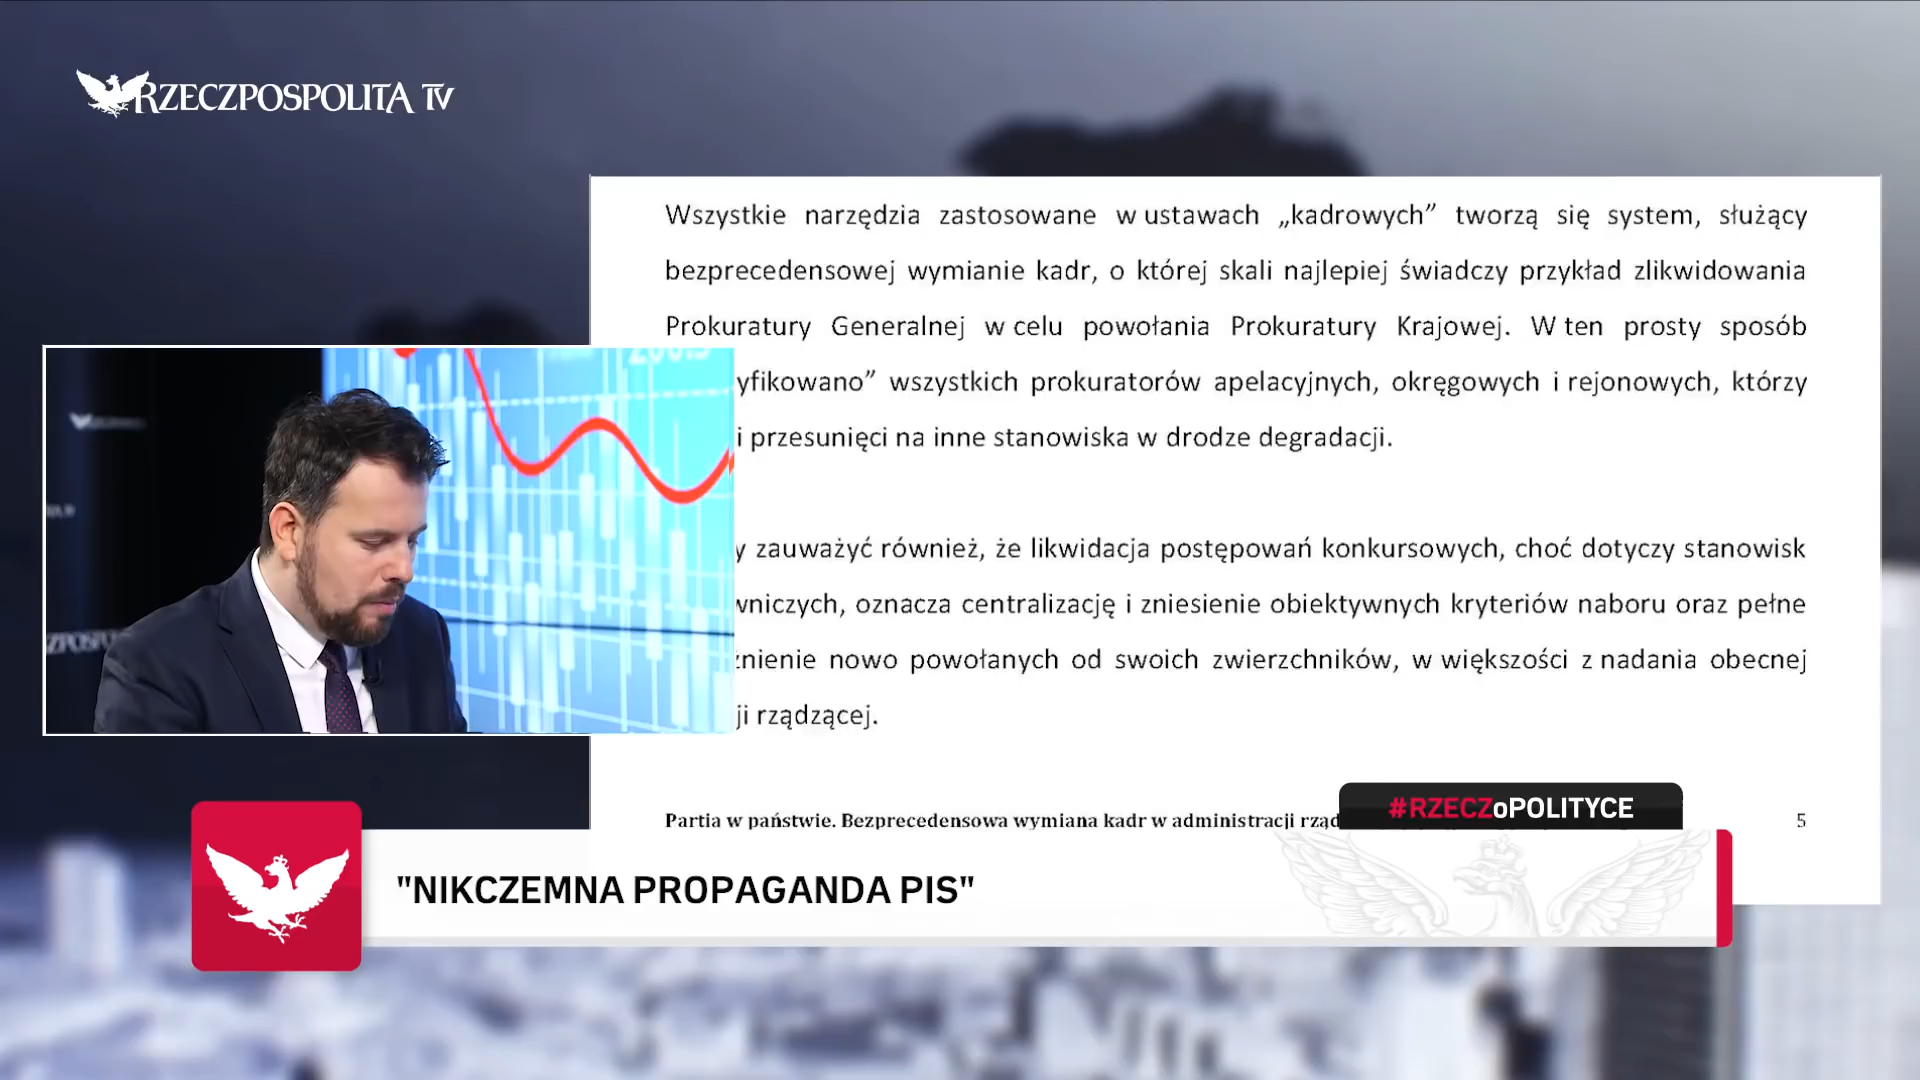 RZECZPOSPOLITA TV
Wszystkie narzędzia zastosowane w ustawach „kadrowych” tworzą się system, służący
bezprecedensowej wymianie kadr, o której skali najlepiej świadczy przykład zlikwidowania
Prokuratury Generalnej w celu powołania Prokuratury Krajowej. W ten prosty sposób
yfikowano” wszystkich prokuratorów apelacyjnych, okręgowych i rejonowych, którzy
i przesunięci na inne stanowiska w drodze degradacji.
y zauważyć również, że likwidacja postępowań konkursowych, choć dotyczy stanowisk
wniczych, oznacza centralizację i zniesienie obiektywnych kryteriów naboru oraz pełne
żnienie nowo powołanych od swoich zwierzchników, w większości z nadania obecnej
ji rządzącej.
Partia w państwie. Bezprecedensowa wymiana kadr w administracji rząd
5
#RZECZoPOLITYCE
"NIKCZEMNA PROPAGANDA PIS"